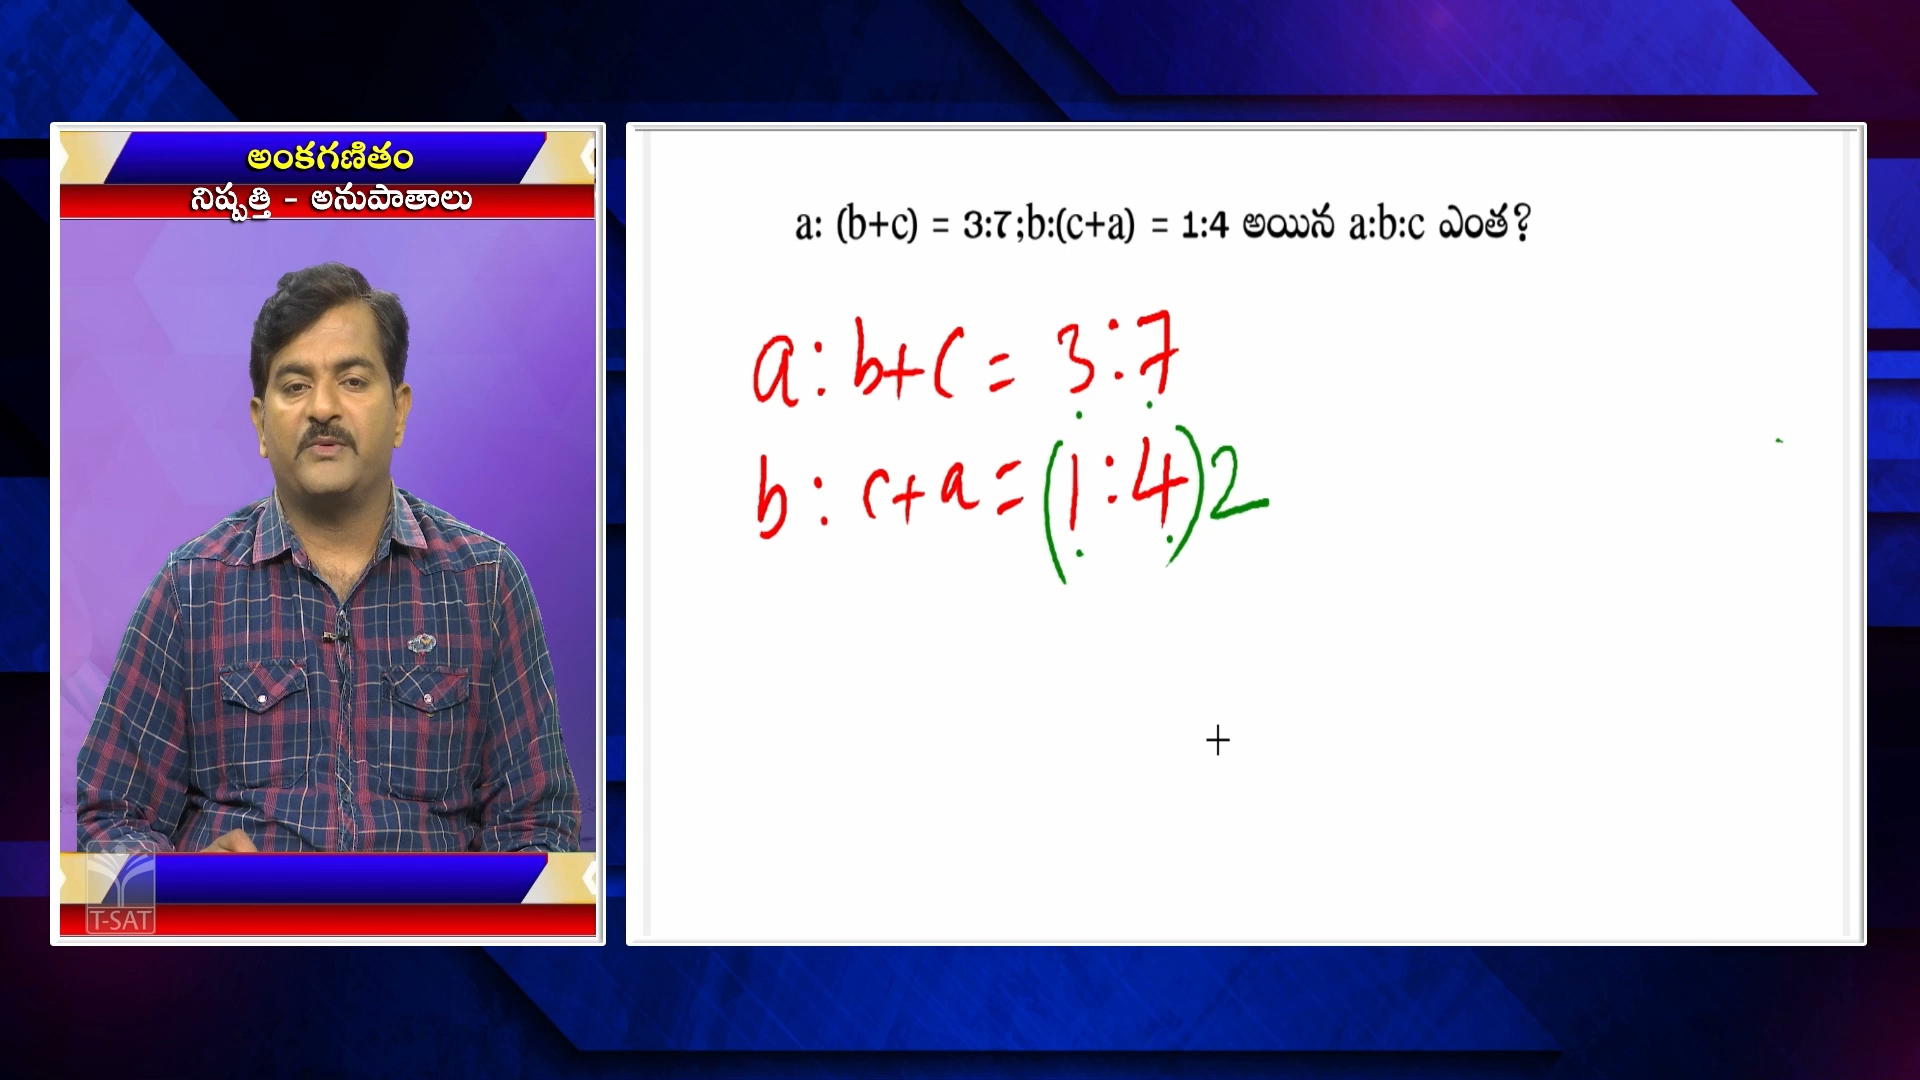 అంకగణితం
నిష్పత్తి - అనుపాతాలు
a: (b+c) = 3:7;b:(c+a) = 1:4 అయిన a:b:c ఎంత?
a : b+c = 3:7
b : c+a = (1:4)2
T-SAT